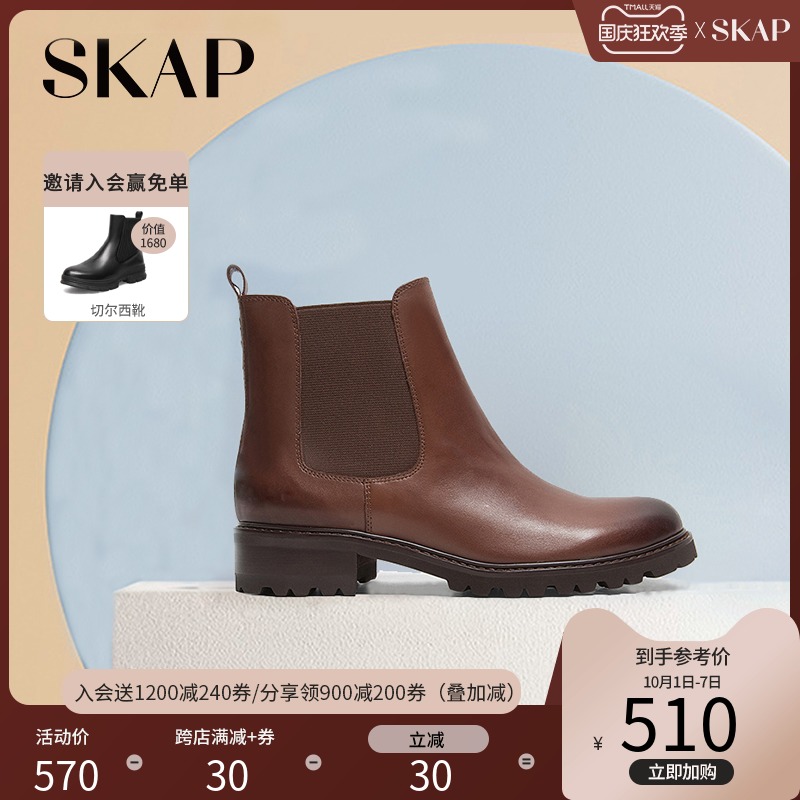 TMALL天猫
国庆狂欢季 X SKAP
SKAP
邀请入会赢免单
价值
1680
切尔西靴
入会送1200减240券/分享领900减200券（叠加减）
到手参考价
10月1日-7日
¥ 510
立即加购
活动价 跨店满减+券 立减
570 - 30 - 30 =